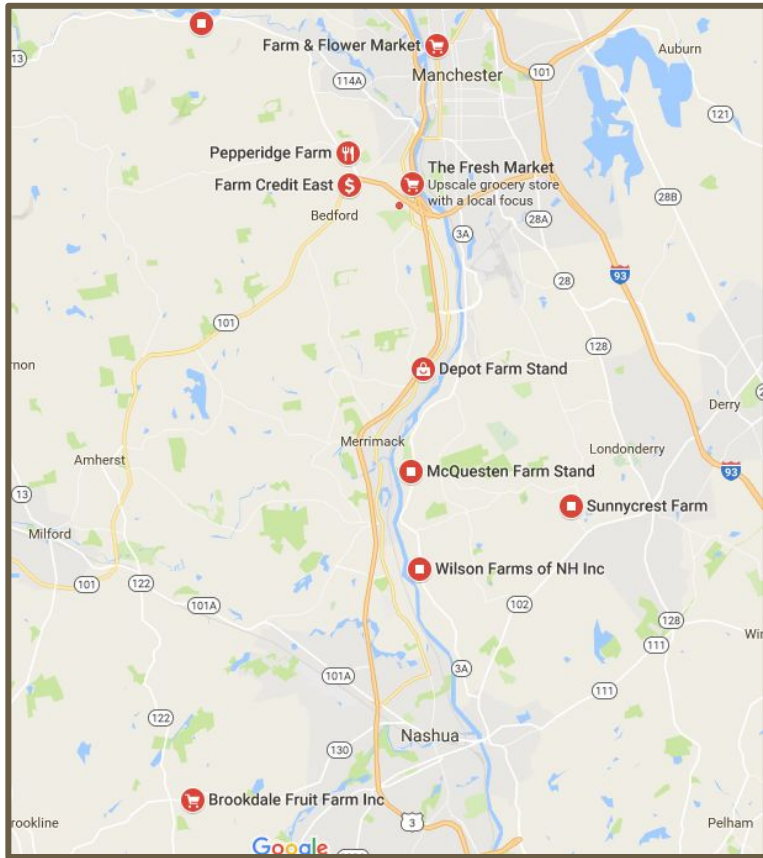 Farm & Flower Market
Auburn
13
Manchester
101
114A
121
Pepperidge Farm
The Fresh Market
Upscale grocery store
with a local focus
Farm Credit East
28B
Bedford
28A
3A
93
28
101
128
non
Depot Farm Stand
2
Derry
Merrimack
Londonderry
Amherst
McQuesten Farm Stand
93
13
Sunnycrest Farm
Milford
Wilson Farms of NH Inc
101
122
101A
102
128
Wi
111
3A
101A
111
122
Nashua
130
Brookdale Fruit Farm Inc
rookline
3
Pelham
Google